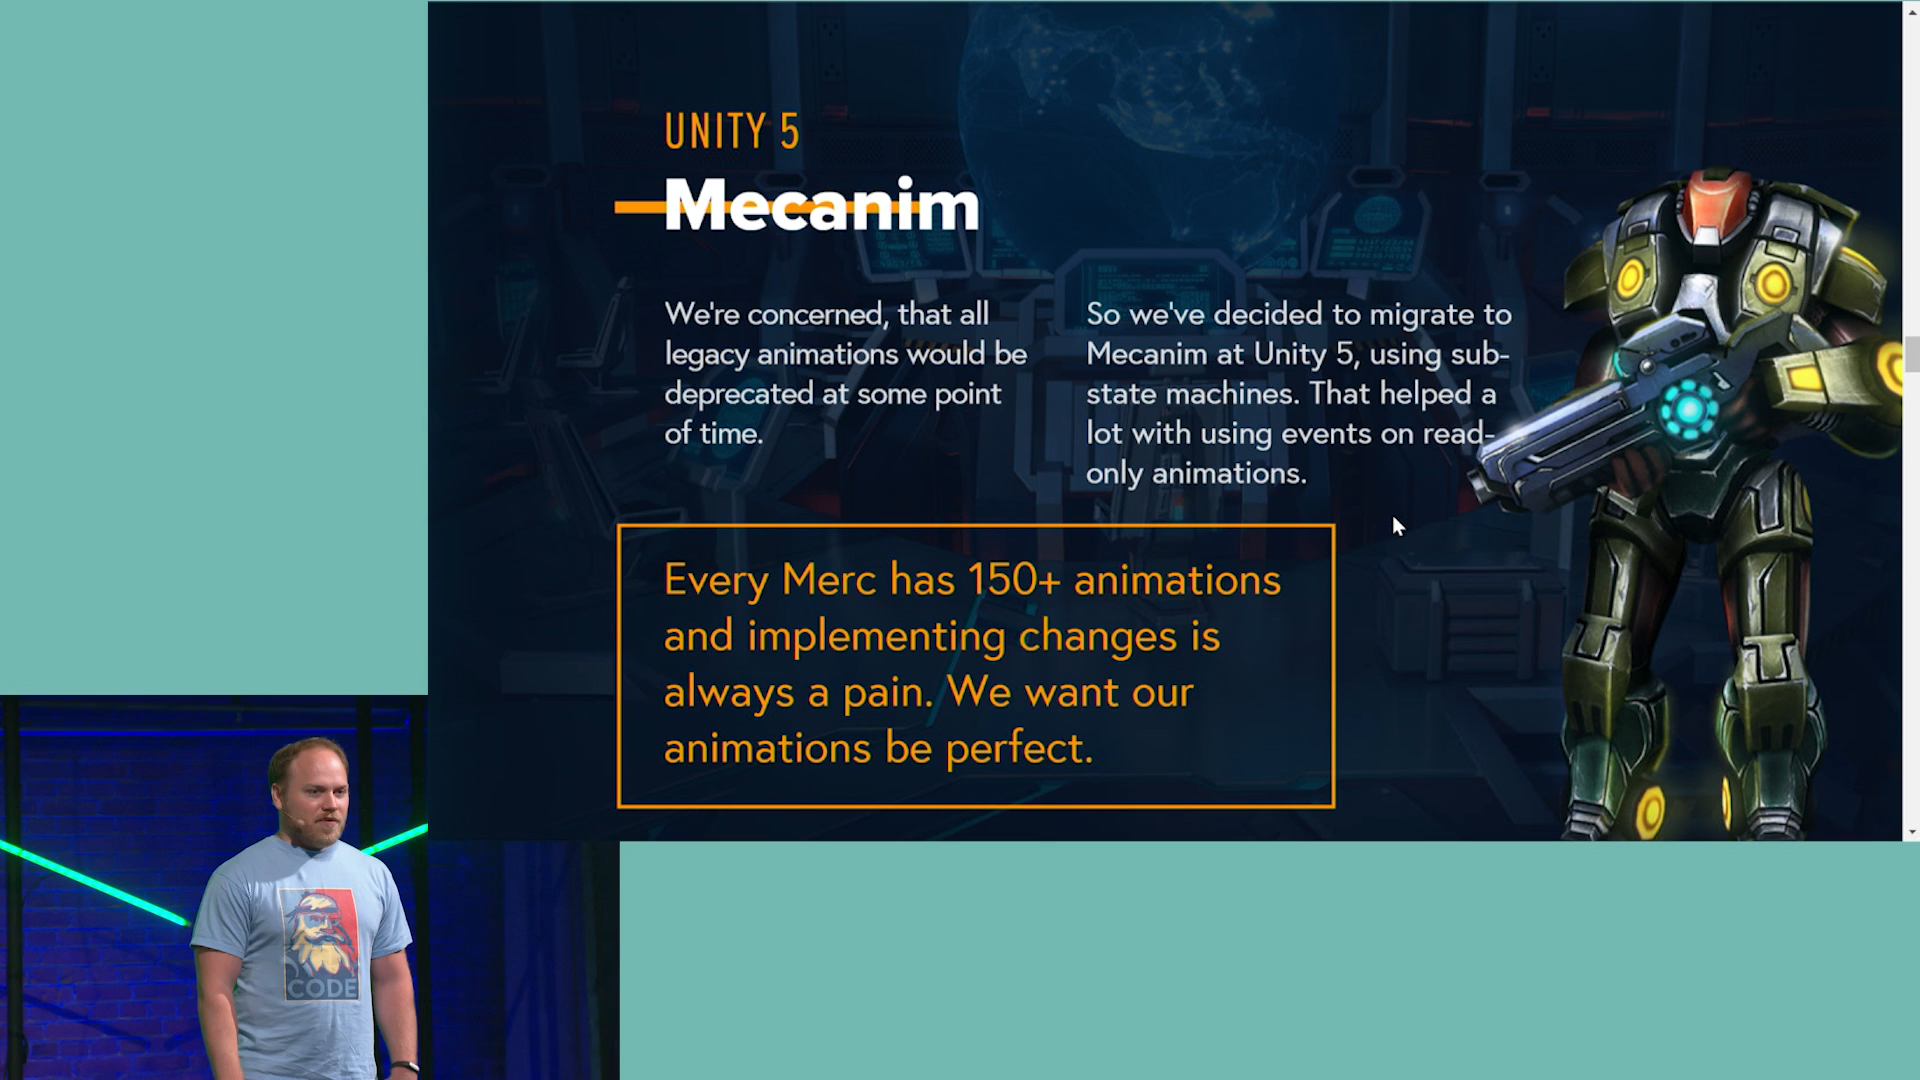 UNITY 5
Mecanim
We're concerned, that all
legacy animations would be
deprecated at some point
of time.
So we've decided to migrate to
Mecanim at Unity 5, using sub-
state machines. That helped a
lot with using events on read-
only animations.
Every Merc has 150+ animations
and implementing changes is
always a pain. We want our
animations be perfect.
CODE